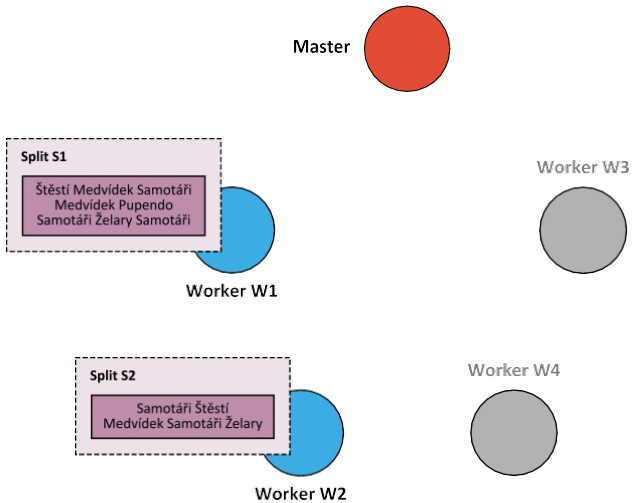 Master
Split S1
Štěstí Medvídek Samotáři
Medvídek Pupendo
Samotáři Želary Samotáři
Worker W1
Worker W3
Split S2
Samotáři Štěstí
Medvídek Samotáři Želary
Worker W2
Worker W4